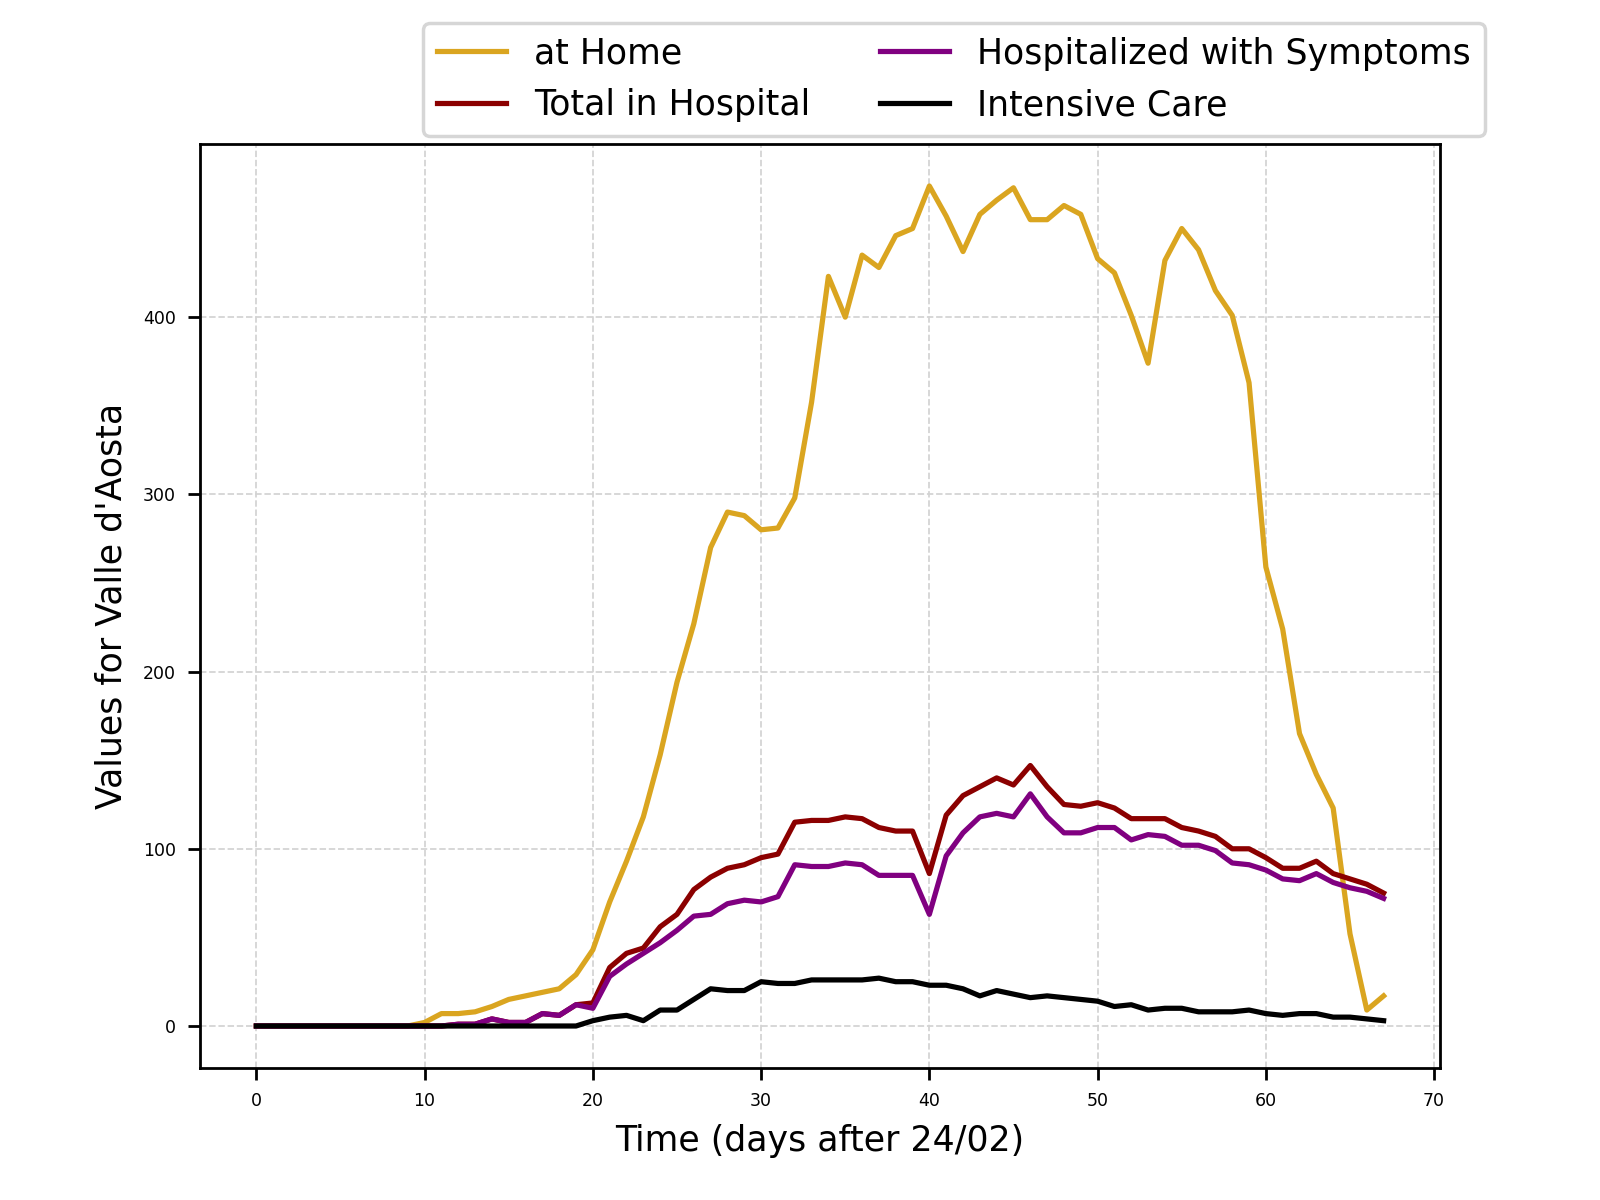 at Home
Total in Hospital
Hospitalized with Symptoms
Intensive Care
Values for Valle d'Aosta
400
300
200
100
0
0 10 20 30 40 50 60 70
Time (days after 24/02)